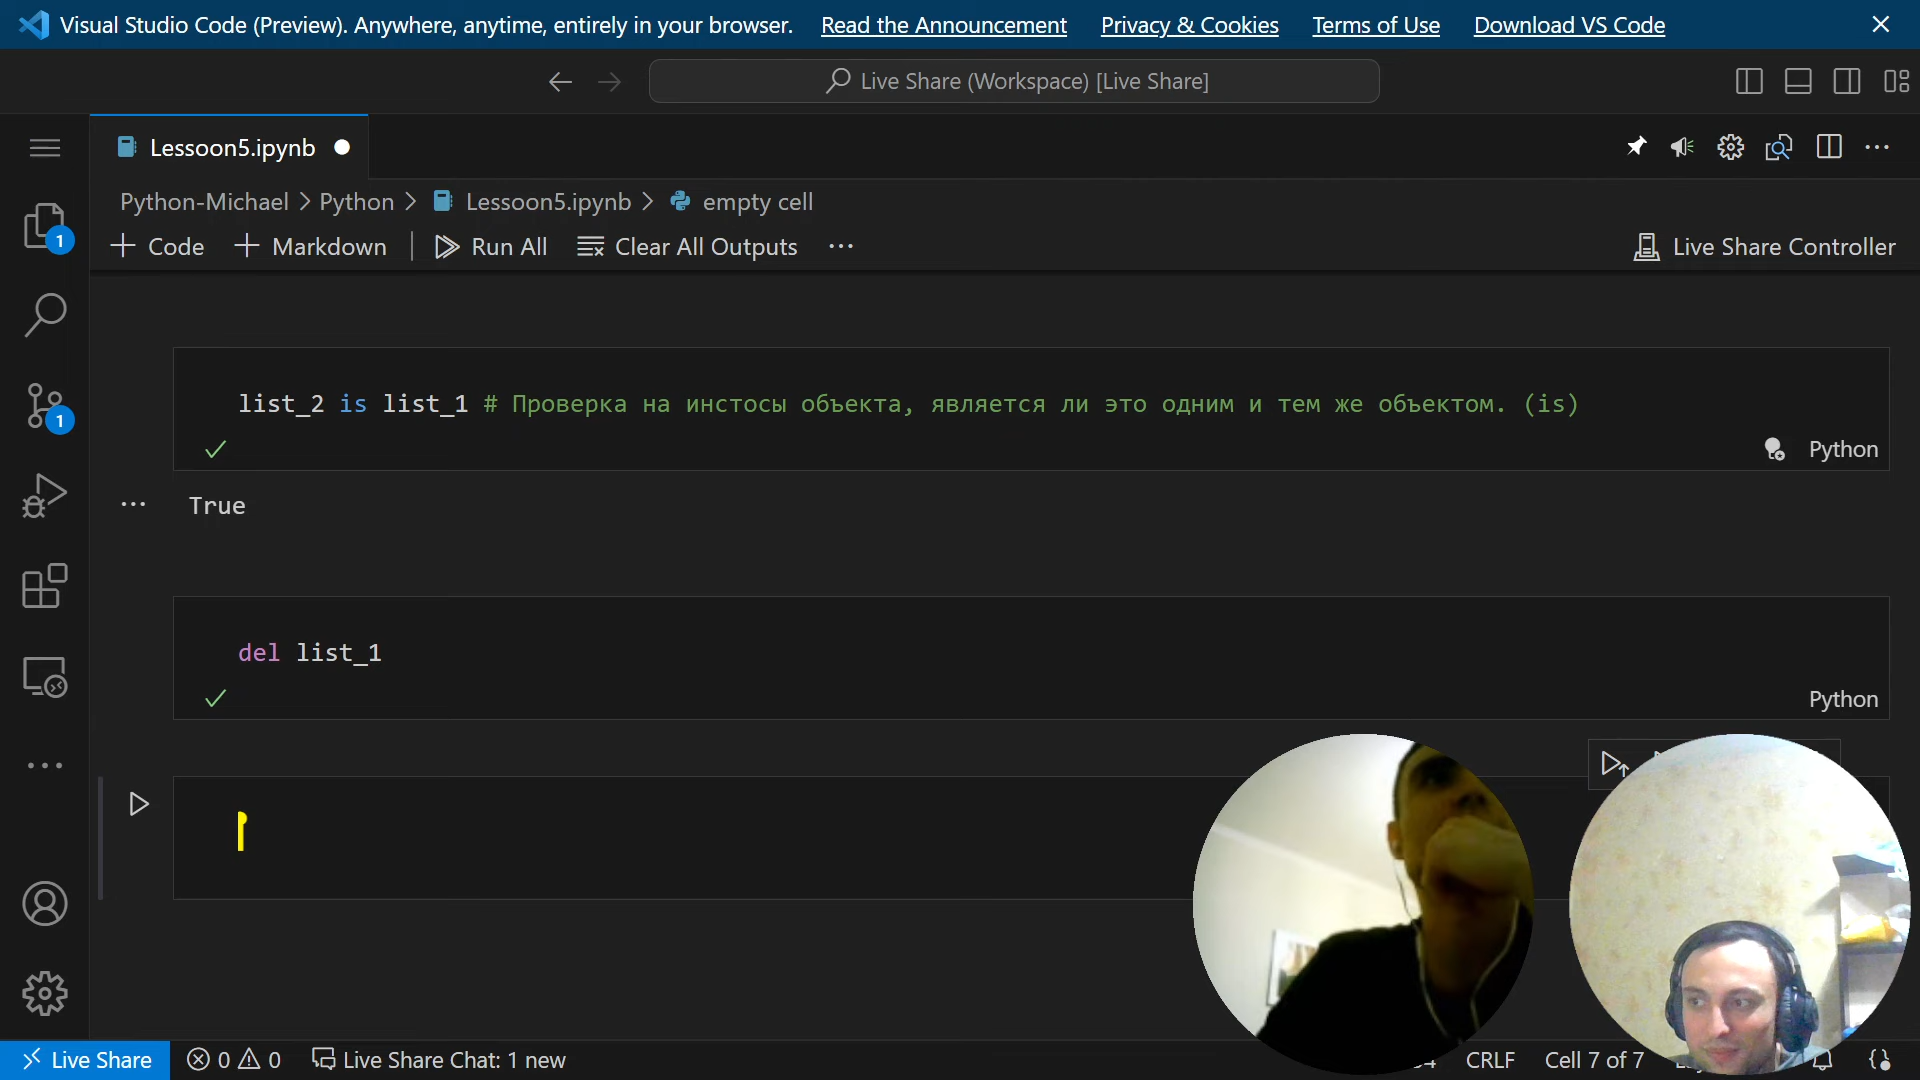 Visual Studio Code (Preview). Anywhere, anytime, entirely in your browser. Read the Announcement Privacy & Cookies Terms of Use Download VS Code
Live Share (Workspace) [Live Share]
Lessoon5.ipynb
Python-Michael > Python > Lessoon5.ipynb > empty cell
Code Markdown Run All Clear All Outputs ... Live Share Controller
1
list_2 is list_1 # Проверка на инстосы объекта, является ли это одним и тем же объектом. (is)
1
Python
True
del list_1
Python
Live Share 0 0 Live Share Chat: 1 new CRLF Cell 7 of 7